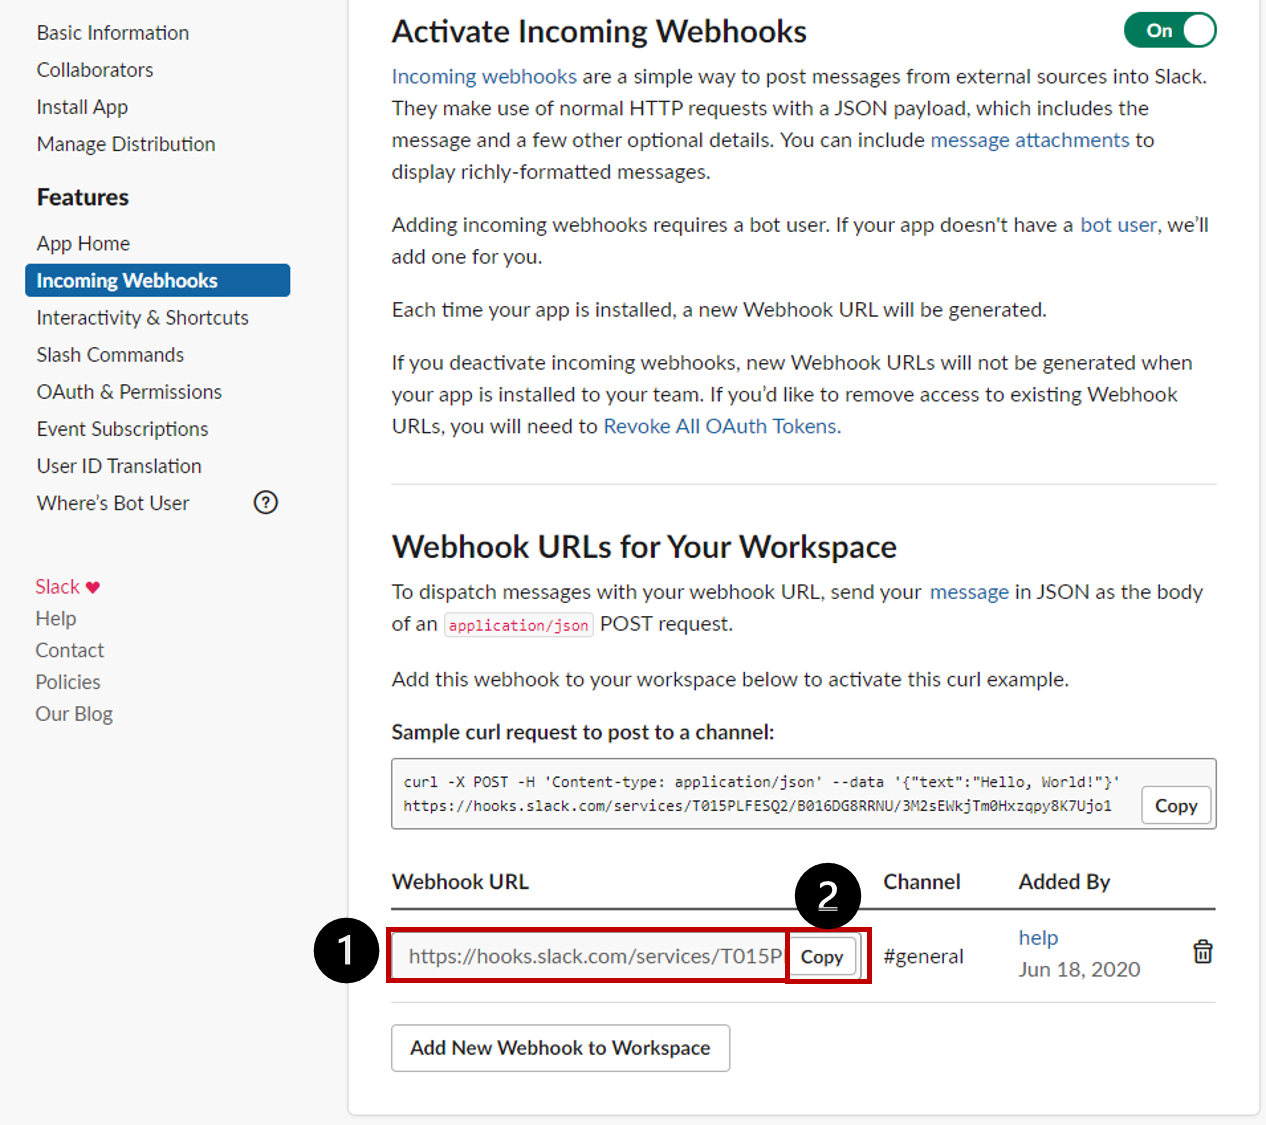 Basic Information
Collaborators
Install App
Manage Distribution
Features
App Home
Incoming Webhooks
Interactivity & Shortcuts
Slash Commands
OAuth & Permissions
Event Subscriptions
User ID Translation
Where’s Bot User ?
Slack ♥
Help
Contact
Policies
Our Blog
Activate Incoming Webhooks
On
Incoming webhooks are a simple way to post messages from external sources into Slack.
They make use of normal HTTP requests with a JSON payload, which includes the
message and a few other optional details. You can include message attachments to
display richly-formatted messages.
Adding incoming webhooks requires a bot user. If your app doesn't have a bot user, we’ll
add one for you.
Each time your app is installed, a new Webhook URL will be generated.
If you deactivate incoming webhooks, new Webhook URLs will not be generated when
your app is installed to your team. If you’d like to remove access to existing Webhook
URLs, you will need to Revoke All OAuth Tokens.
Webhook URLs for Your Workspace
To dispatch messages with your webhook URL, send your message in JSON as the body
of an application/json POST request.
Add this webhook to your workspace below to activate this curl example.
Sample curl request to post to a channel:
curl -X POST -H 'Content-type: application/json' --data '{"text":"Hello, World!"}'
https://hooks.slack.com/services/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
Copy
Webhook URL
2
Channel
Added By
1
https://hooks.slack.com/services/T015P
Copy
#general
help
Jun 18, 2020
Add New Webhook to Workspace